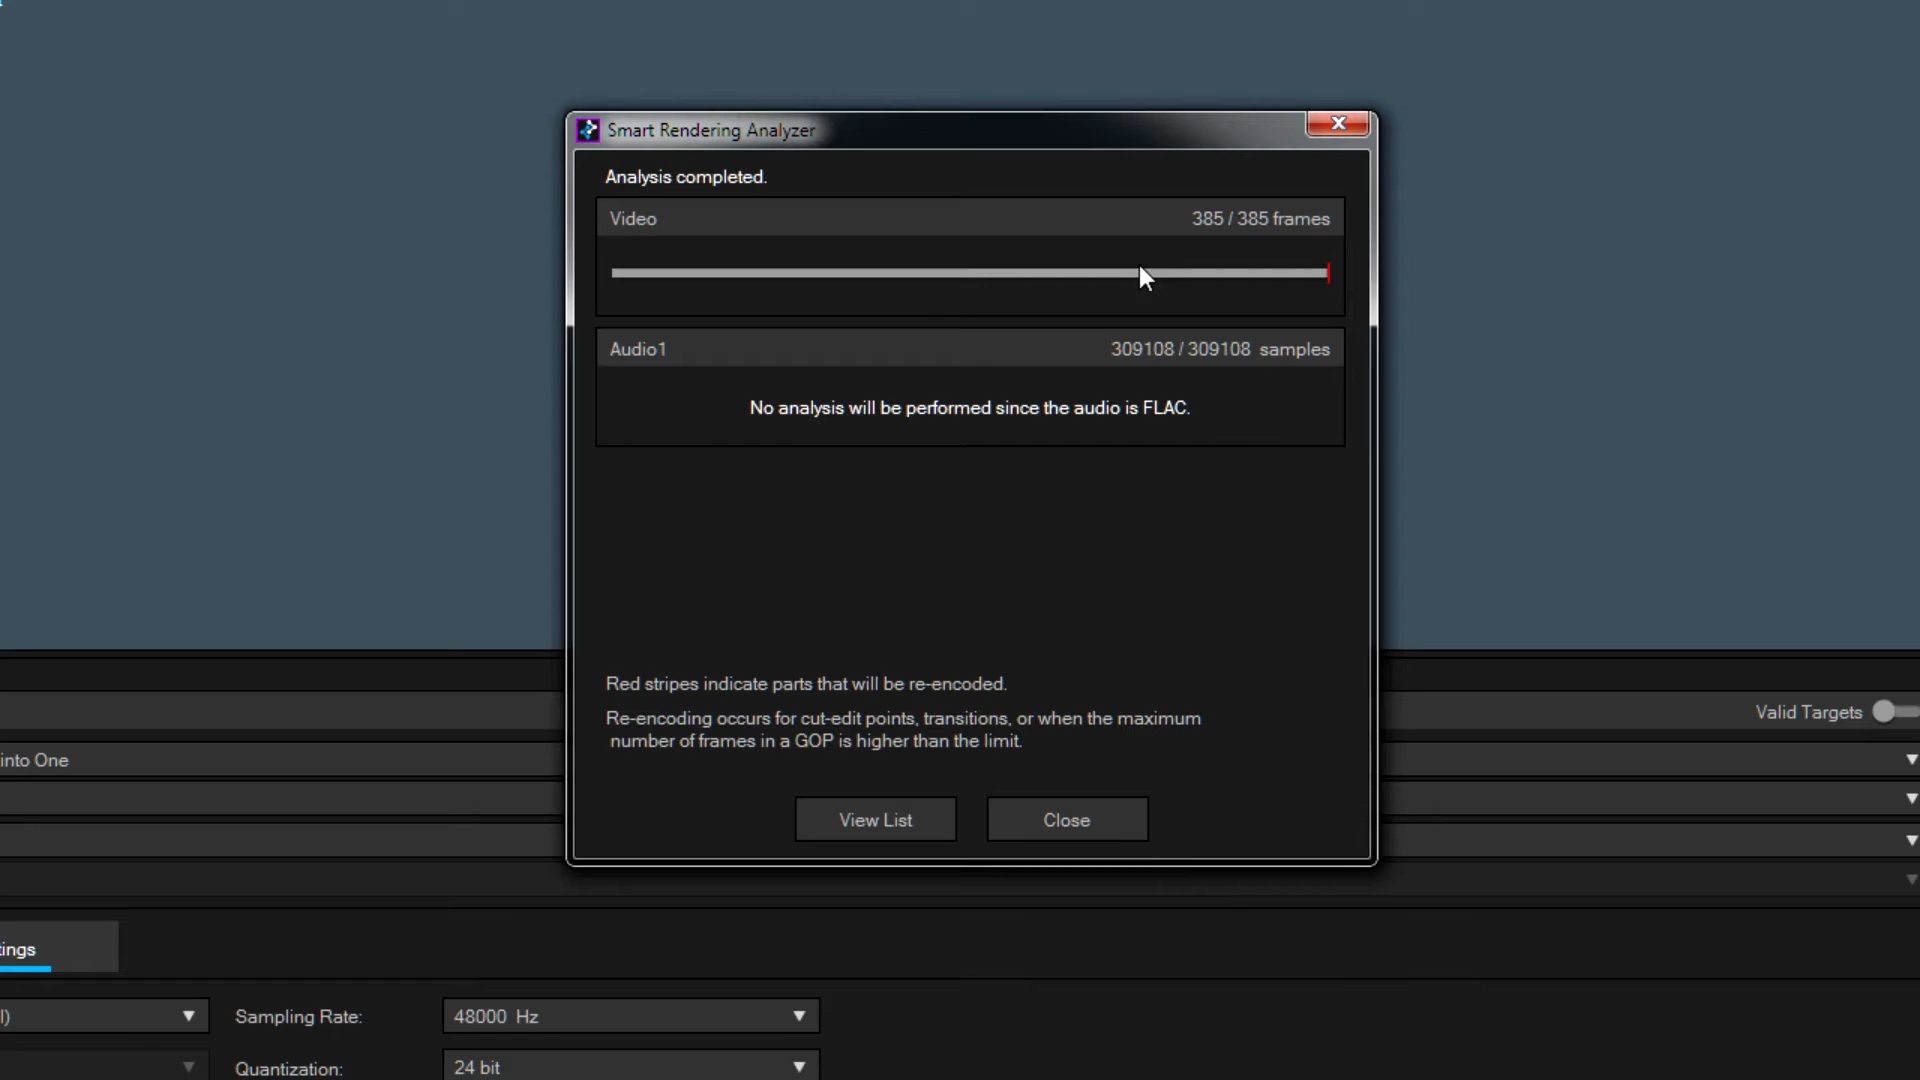 Smart Rendering Analyzer
Analysis completed.
Video 385 / 385 frames
Audio1 309108 / 309108 samples
No analysis will be performed since the audio is FLAC.
Red stripes indicate parts that will be re-encoded.
Re-encoding occurs for cut-edit points, transitions, or when the maximum
number of frames in a GOP is higher than the limit.
View List Close
Valid Targets
into One
tings
l) Sampling Rate: 48000 Hz
Quantization: 24 bit